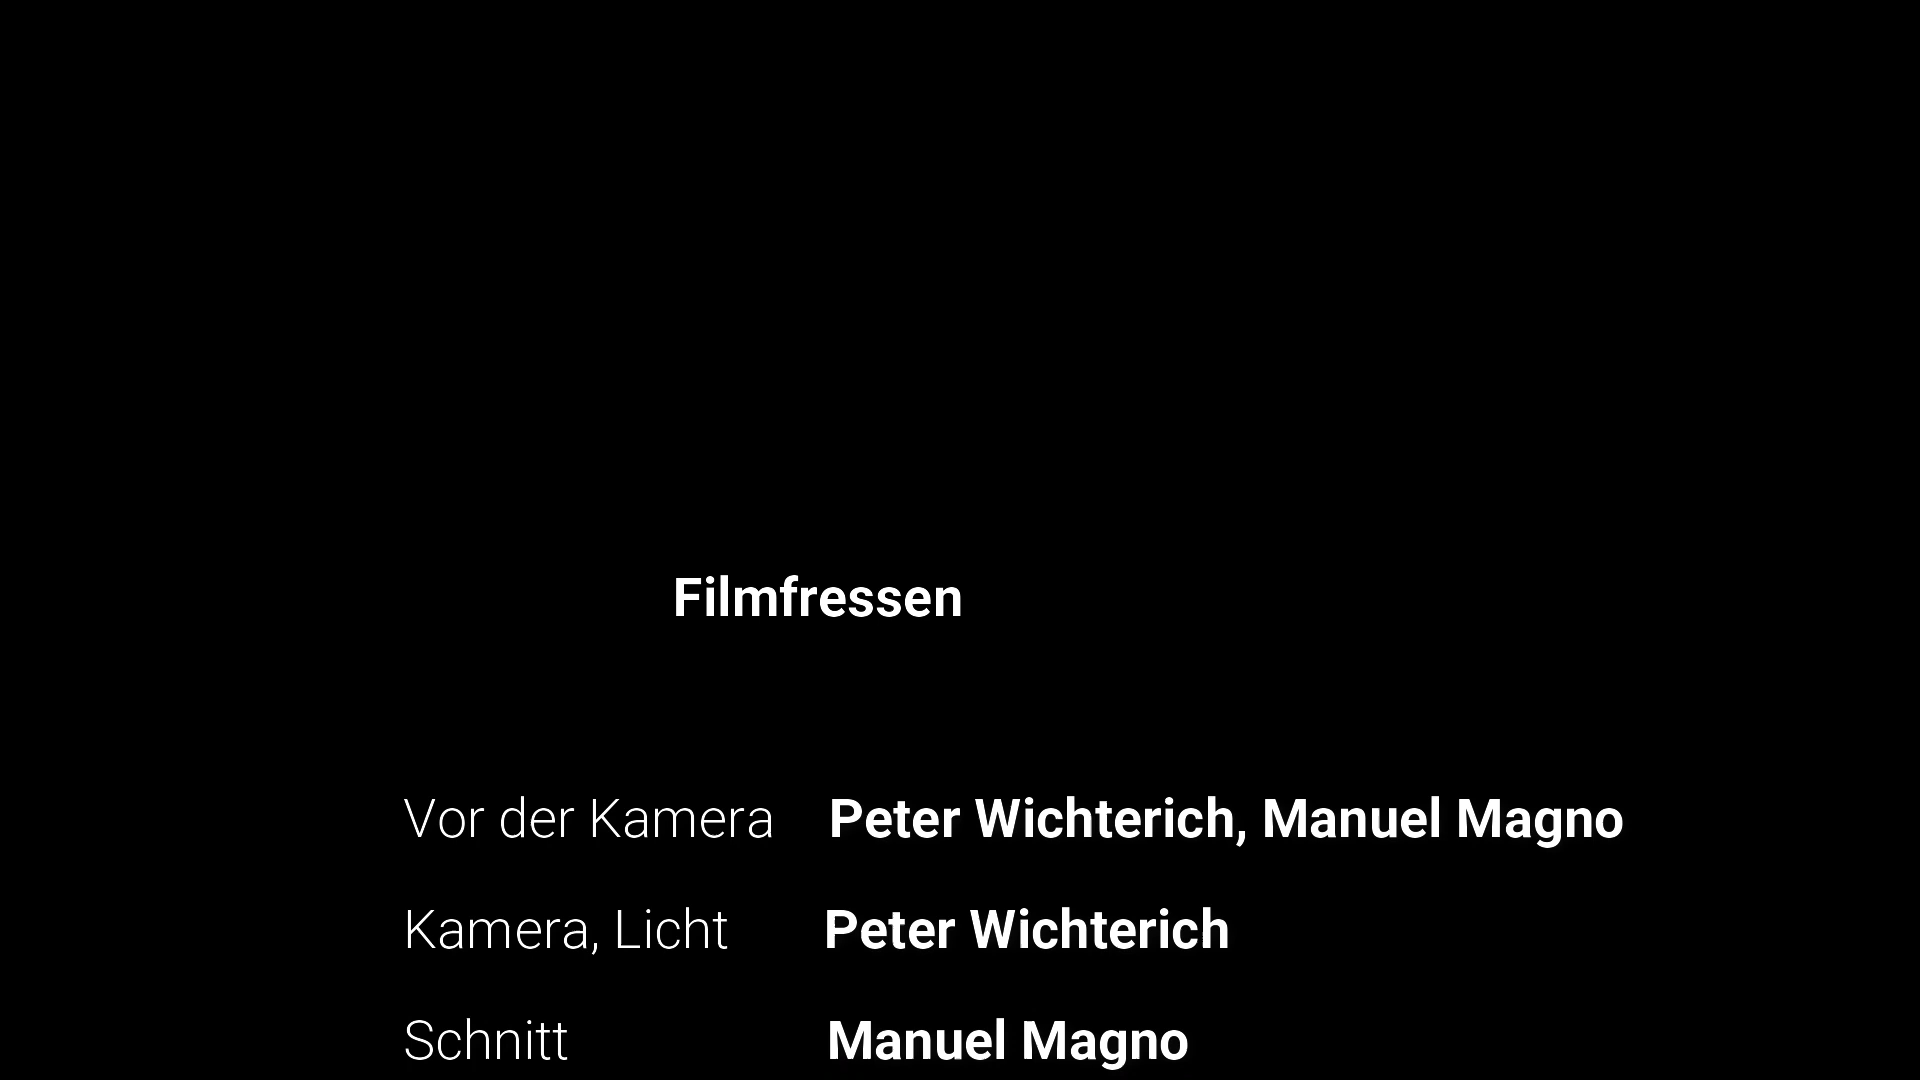 Filmfressen
Vor der Kamera Peter Wichterich, Manuel Magno
Kamera, Licht Peter Wichterich
Schnitt Manuel Magno